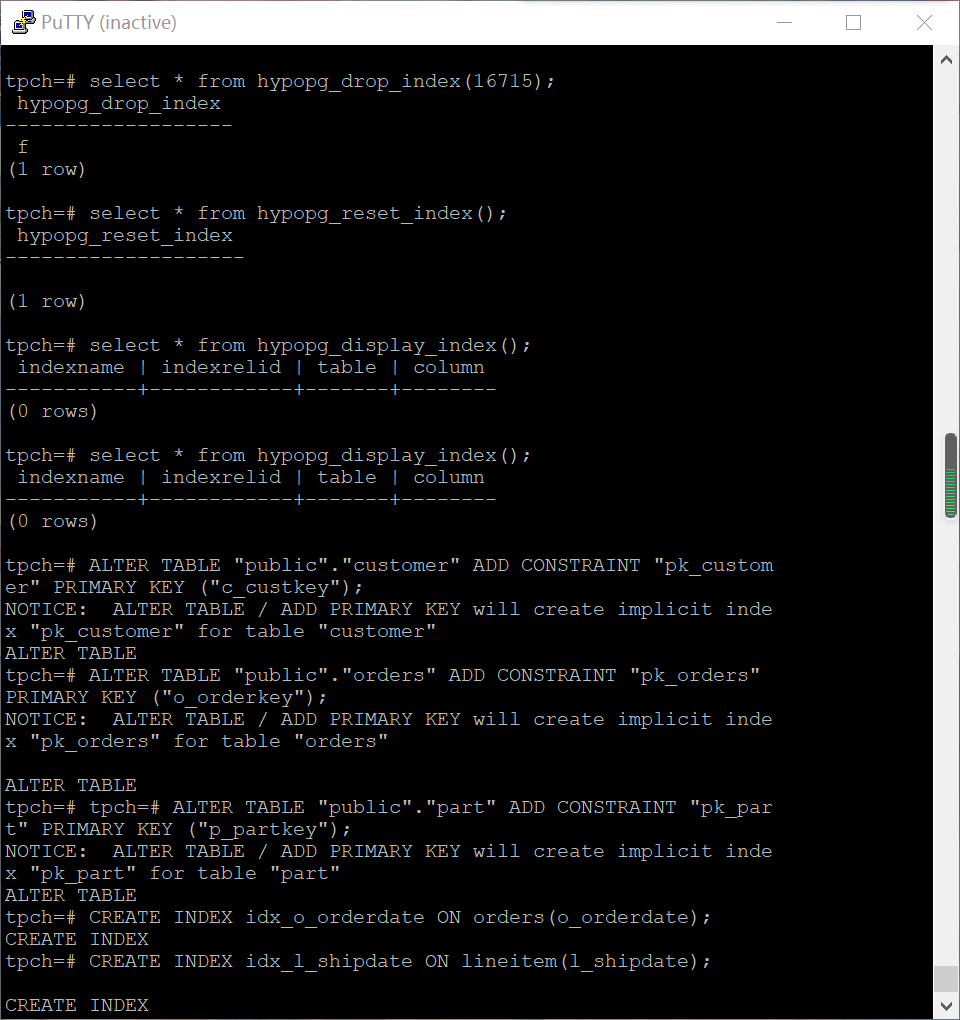 PuTTY (inactive)
tpch=# select * from hypopg_drop_index(16715);
 hypopg_drop_index
-------------------
 f
(1 row)
tpch=# select * from hypopg_reset_index();
 hypopg_reset_index
--------------------
(1 row)
tpch=# select * from hypopg_display_index();
 indexname | indexrelid | table | column
-----------+------------+-------+--------
(0 rows)
tpch=# select * from hypopg_display_index();
 indexname | indexrelid | table | column
-----------+------------+-------+--------
(0 rows)
tpch=# ALTER TABLE "public"."customer" ADD CONSTRAINT "pk_custom
er" PRIMARY KEY ("c_custkey");
NOTICE:  ALTER TABLE / ADD PRIMARY KEY will create implicit inde
x "pk_customer" for table "customer"
ALTER TABLE
tpch=# ALTER TABLE "public"."orders" ADD CONSTRAINT "pk_orders"
PRIMARY KEY ("o_orderkey");
NOTICE:  ALTER TABLE / ADD PRIMARY KEY will create implicit inde
x "pk_orders" for table "orders"
ALTER TABLE
tpch=# tpch=# ALTER TABLE "public"."part" ADD CONSTRAINT "pk_par
t" PRIMARY KEY ("p_partkey");
NOTICE:  ALTER TABLE / ADD PRIMARY KEY will create implicit inde
x "pk_part" for table "part"
ALTER TABLE
tpch=# CREATE INDEX idx_o_orderdate ON orders(o_orderdate);
CREATE INDEX
tpch=# CREATE INDEX idx_l_shipdate ON lineitem(l_shipdate);
CREATE INDEX